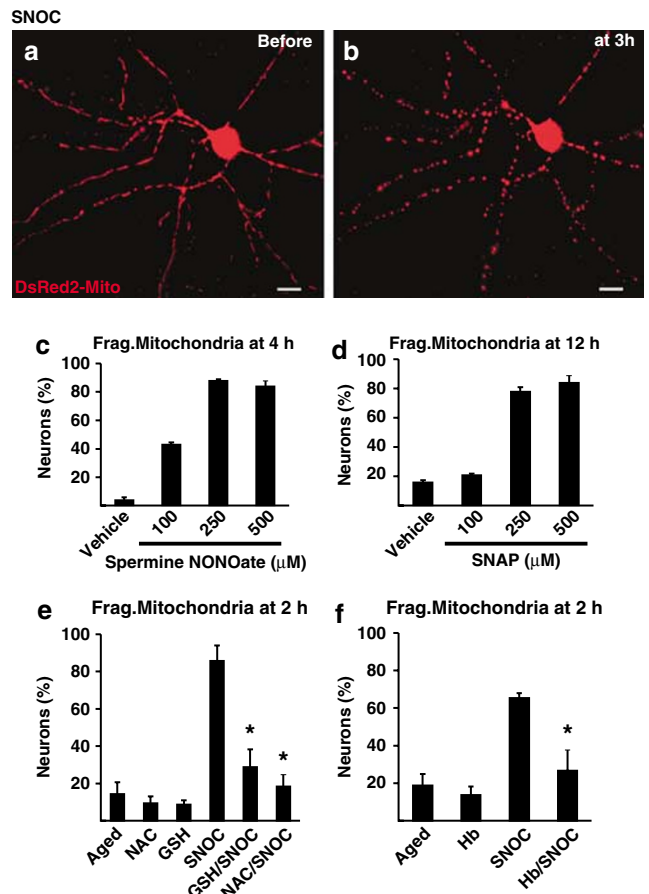 SNOC
a Before
b at 3h
DsRed2-Mito
c Frag.Mitochondria at 4 h
Neurons (%)
100
80
60
40
20
Vehicle
100
250
500
Spermine NONOate (μM)
d Frag.Mitochondria at 12 h
Neurons (%)
100
80
60
40
20
Vehicle
100
250
500
SNAP (μM)
e Frag.Mitochondria at 2 h
Neurons (%)
100
80
60
40
20
* *
Aged
NAC
GSH
SNOC
GSH/SNOC
NAC/SNOC
f Frag.Mitochondria at 2 h
Neurons (%)
100
80
60
40
20
*
Aged
Hb
SNOC
Hb/SNOC